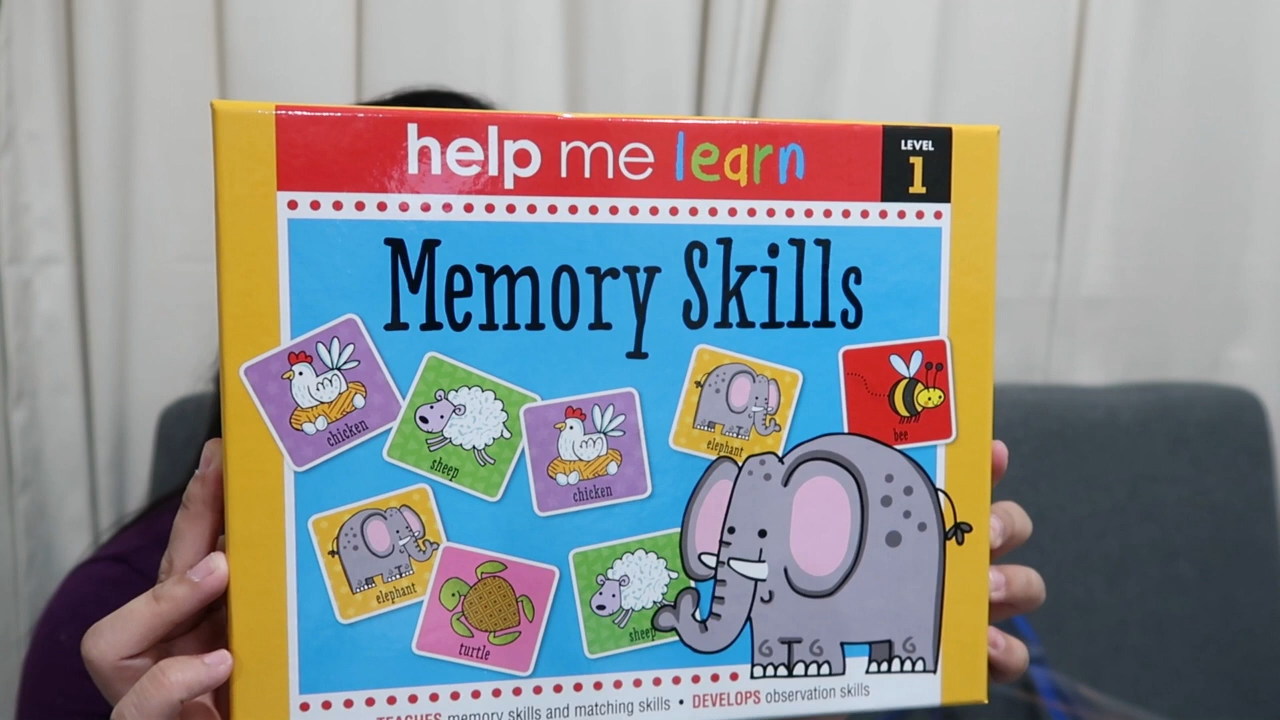 help me learn
LEVEL
1
Memory Skills
chicken
sheep
chicken
elephant
bee
elephant
turtle
sheep
TEACHES memory skills and matching skills • DEVELOPS observation skills